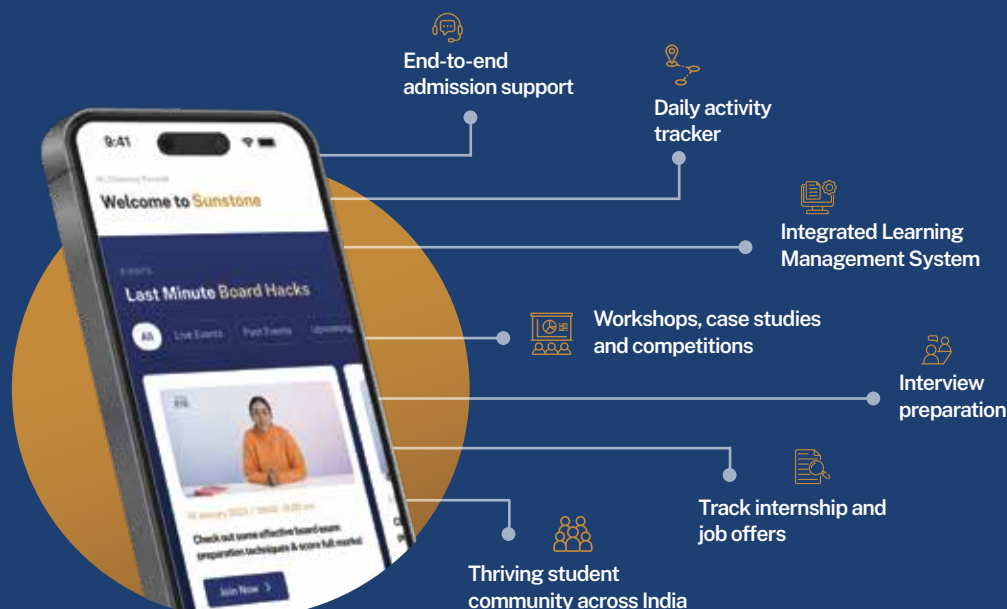 End-to-end
admission support
Daily activity
tracker
Integrated Learning
Management System
Workshops, case studies
and competitions
Interview
preparation
Track internship and
job offers
Thriving student
community across India
9:41
Welcome to Sunstone
EVENTS
Last Minute Board Hacks
All
Live Events
Past Events
Upcoming
Check out some effective board exam
preparation techniques & score full marks!
Join Now >